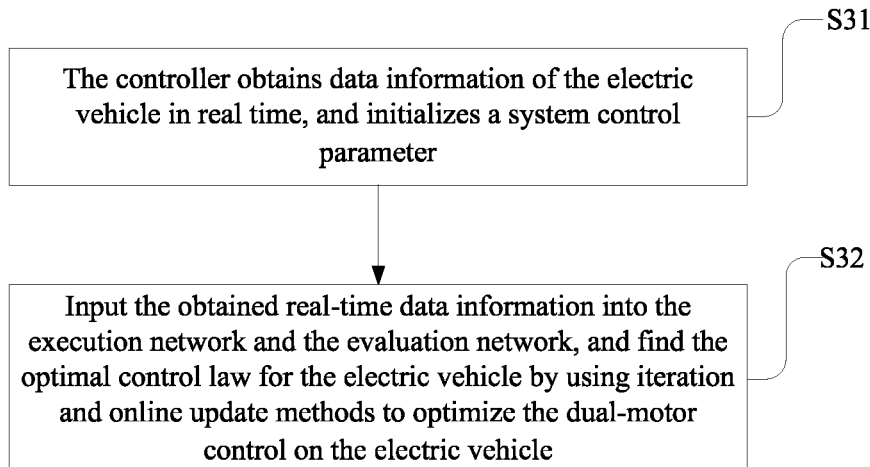 S31
The controller obtains data information of the electric
vehicle in real time, and initializes a system control
parameter
S32
Input the obtained real-time data information into the
execution network and the evaluation network, and find the
optimal control law for the electric vehicle by using iteration
and online update methods to optimize the dual-motor
control on the electric vehicle